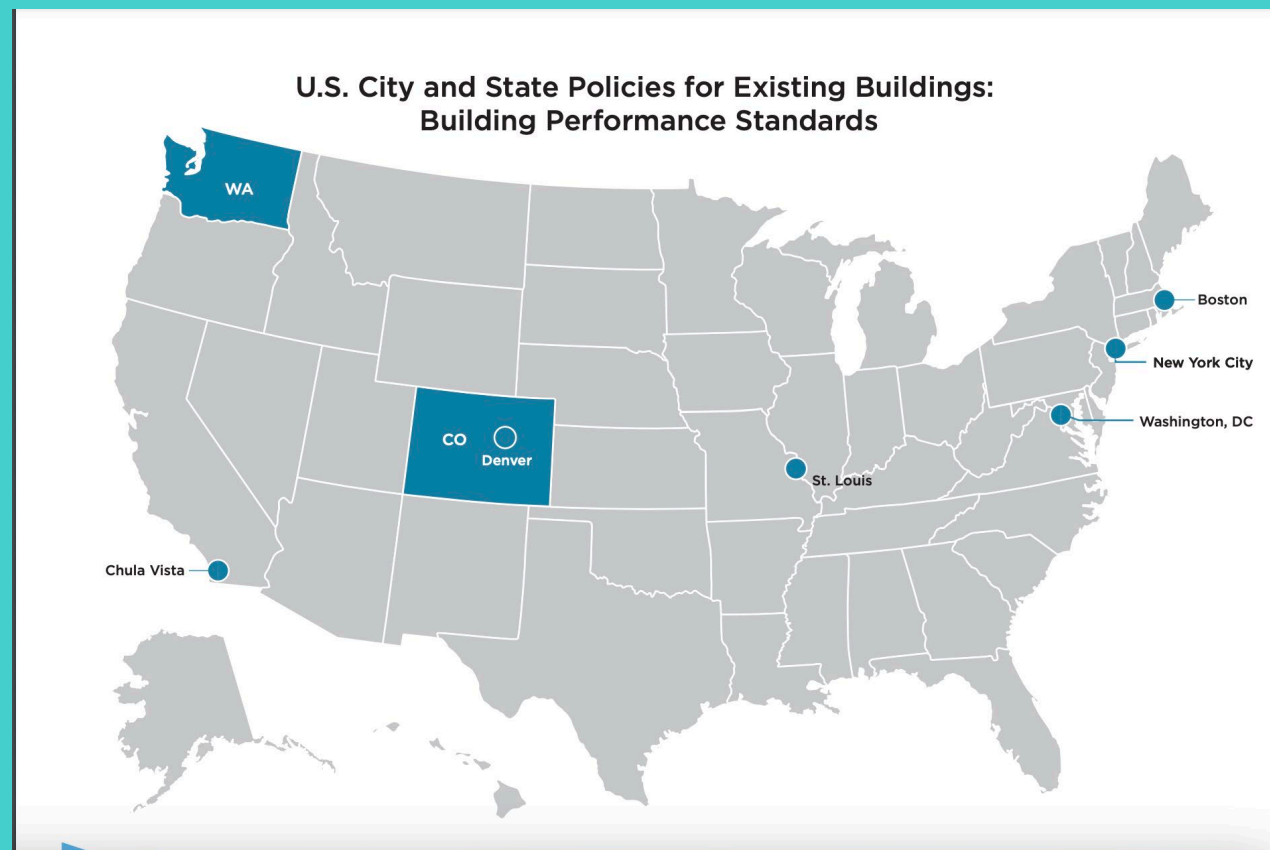 U.S. City and State Policies for Existing Buildings:
Building Performance Standards
WA
Boston
New York City
CO
Washington, DC
Denver
St. Louis
Chula Vista